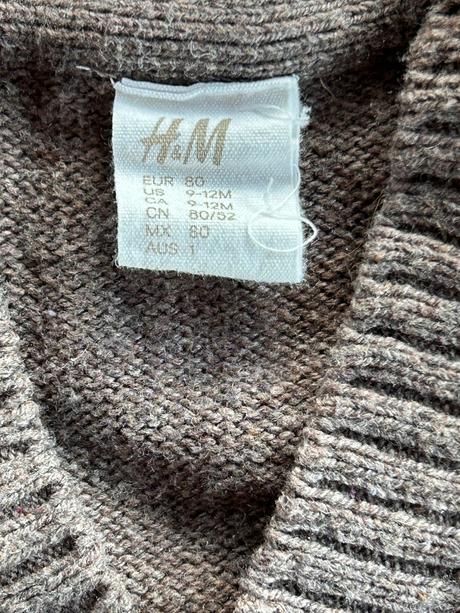 H&M
EUR 80
US 9-12M
CA 9-12M
CN 80/52
MX 80
AUS 1